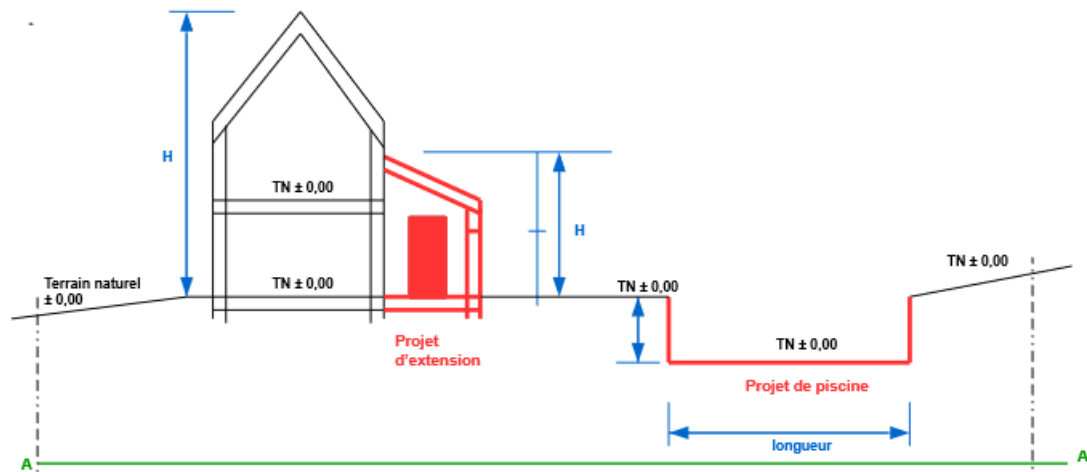 H
TN ± 0,00
H
Terrain naturel
± 0,00
TN ± 0,00
TN ± 0,00
TN ± 0,00
Projet
d'extension
TN ± 0,00
Projet de piscine
longueur
A
A